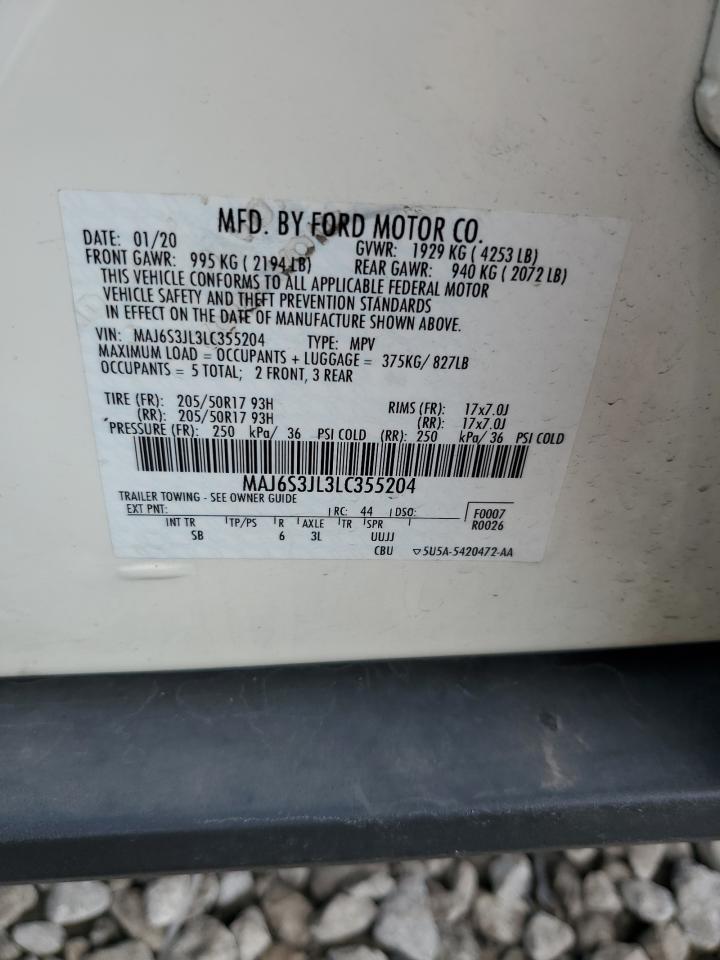 MFD. BY FORD MOTOR CO.
DATE: 01/20 GVWR: 1929 KG ( 4253 LB)
FRONT GAWR: 995 KG ( 2194 LB) REAR GAWR: 940 KG ( 2072 LB)
THIS VEHICLE CONFORMS TO ALL APPLICABLE FEDERAL MOTOR
VEHICLE SAFETY AND THEFT PREVENTION STANDARDS
IN EFFECT ON THE DATE OF MANUFACTURE SHOWN ABOVE.
VIN: MAJ6S3JL3LC355204 TYPE: MPV
MAXIMUM LOAD = OCCUPANTS + LUGGAGE = 375KG/ 827LB
OCCUPANTS = 5 TOTAL; 2 FRONT, 3 REAR
TIRE (FR): 205/50R17 93H RIMS (FR): 17x7.0J
(RR): 205/50R17 93H (RR): 17x7.0J
PRESSURE (FR): 250 kPa/ 36 PSI COLD (RR): 250 kPa/ 36 PSI COLD
MAJ6S3JL3LC355204
TRAILER TOWING - SEE OWNER GUIDE
EXT PNT: RC: 44 DSO: F0007
INT TR TP/PS R AXLE TR SPR R0026
SB 6 3L UUJJ
CBU 5U5A-5420472-AA